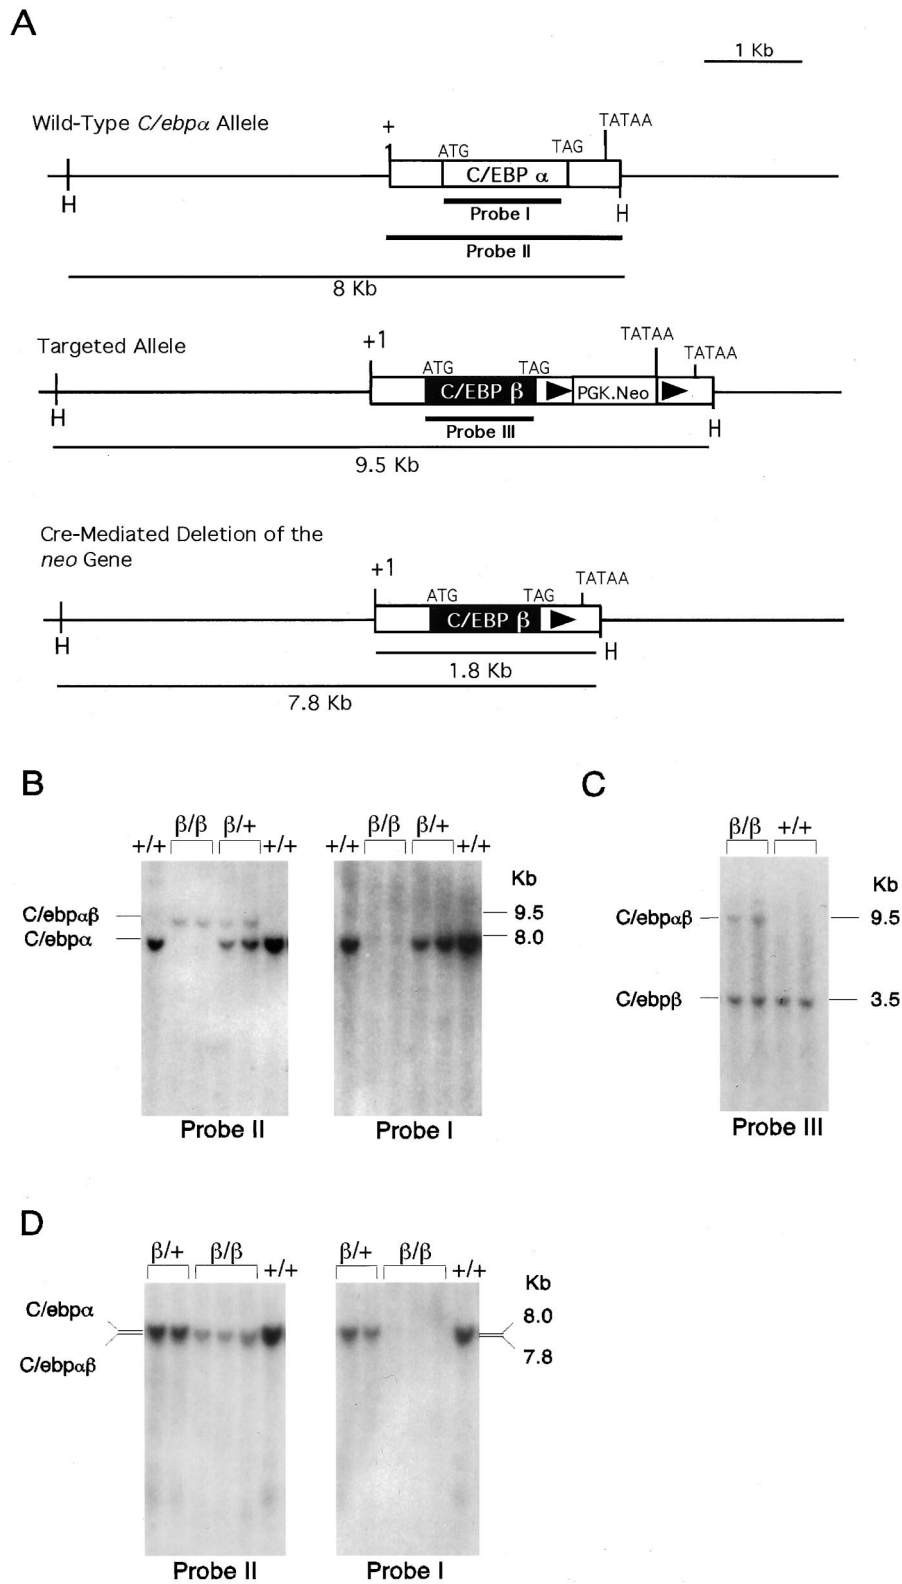 A
1 Kb
Wild-Type C/ebpα Allele
+
1
ATG
TAG
TATAA
C/EBP α
H
H
Probe I
Probe II
8 Kb
Targeted Allele
+1
ATG
TAG
TATAA
TATAA
C/EBP β
PGK.Neo
H
H
Probe III
9.5 Kb
Cre-Mediated Deletion of the
neo Gene
+1
ATG
TAG
TATAA
C/EBP β
H
H
1.8 Kb
7.8 Kb
B
+/+ β/β β/+ +/+
C/ebpαβ
C/ebpα
Probe II
+/+ β/β β/+ +/+
Kb
9.5
8.0
Probe I
C
β/β +/+
Kb
C/ebpαβ
9.5
C/ebpβ
3.5
Probe III
D
β/+ β/β +/+
C/ebpα
C/ebpαβ
Probe II
β/+ β/β +/+
Kb
8.0
7.8
Probe I